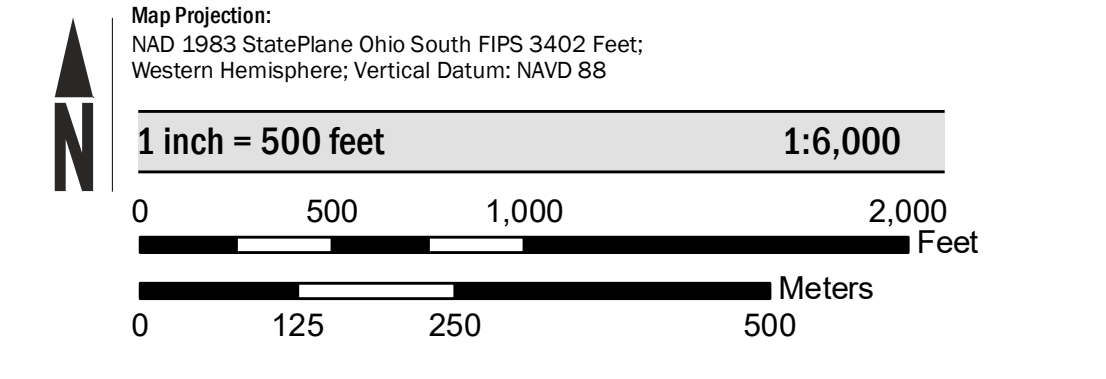 Map Projection:
NAD 1983 StatePlane Ohio South FIPS 3402 Feet;
Western Hemisphere; Vertical Datum: NAVD 88
N
1 inch = 500 feet 1:6,000
0 500 1,000 2,000
Feet
Meters
0 125 250 500